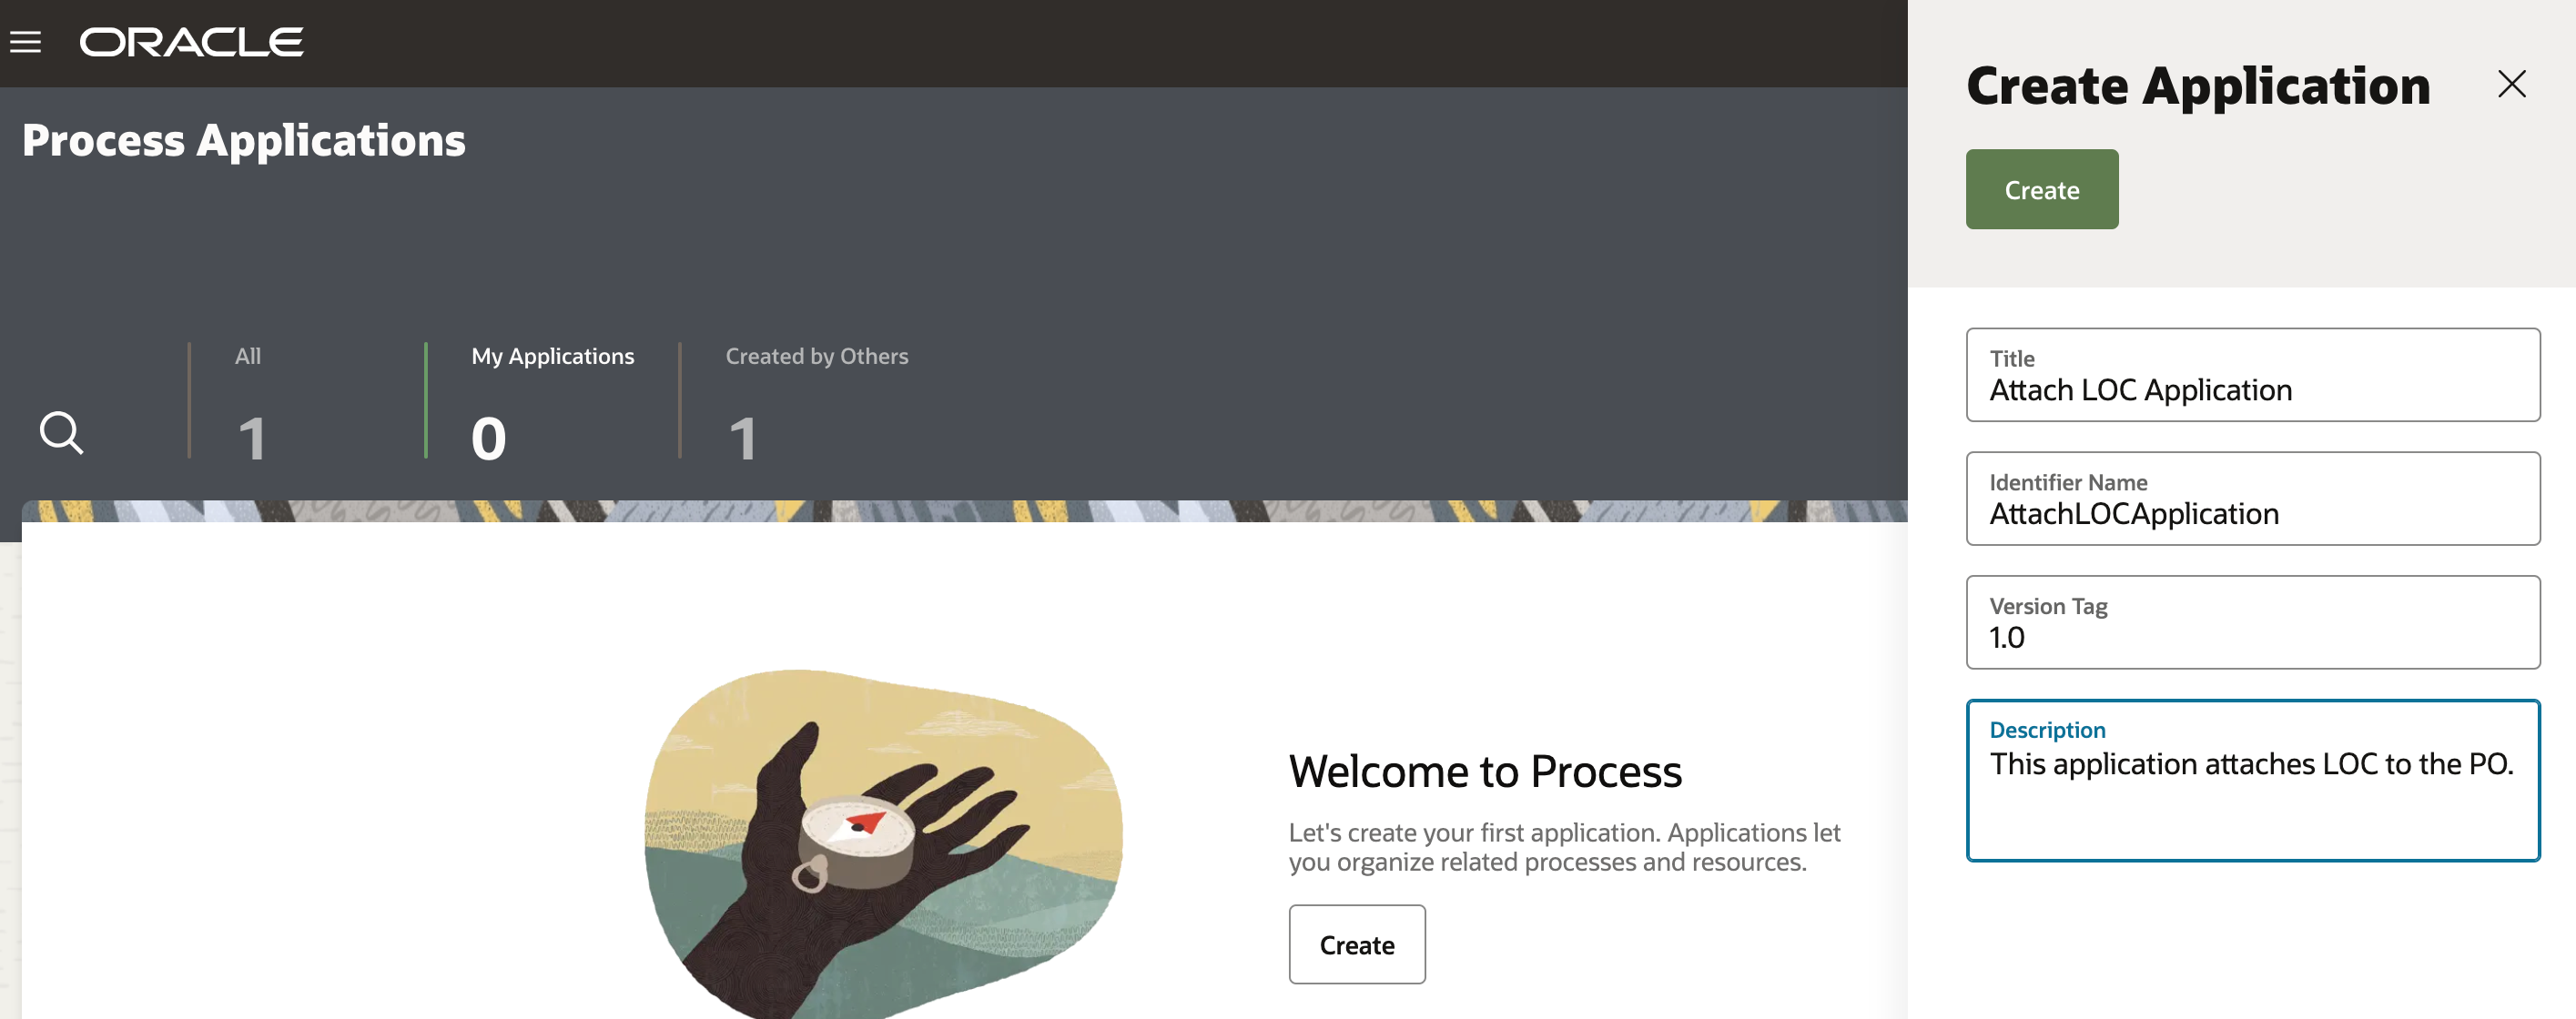 ORACLE
Process Applications
All
My Applications
Created by Others
1
0
1
Welcome to Process
Let's create your first application. Applications let
you organize related processes and resources.
Create
Create Application
Create
Title
Attach LOC Application
Identifier Name
AttachLOCApplication
Version Tag
1.0
Description
This application attaches LOC to the PO.